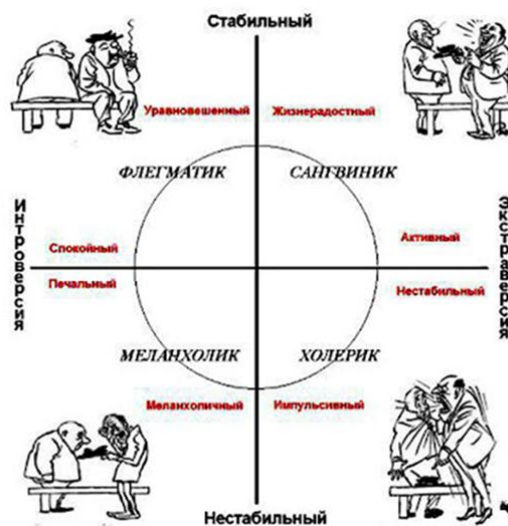 Стабильный
Уравновешенный
Жизнерадостный
ФЛЕГМАТИК
САНГВИНИК
Интроверсия
Экстраверсия
Спокойный
Активный
Печальный
Нестабильный
МЕЛАНХОЛИК
ХОЛЕРИК
Меланхоличный
Импульсивный
Нестабильный